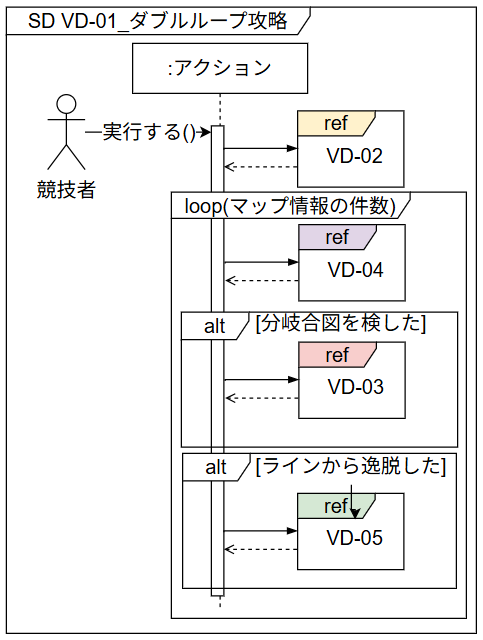 SD VD-01_ダブルループ攻略
:アクション
実行する()
競技者
ref
VD-02
loop(マップ情報の件数)
ref
VD-04
alt [分岐合図を検した]
ref
VD-03
alt [ラインから逸脱した]
ref
VD-05